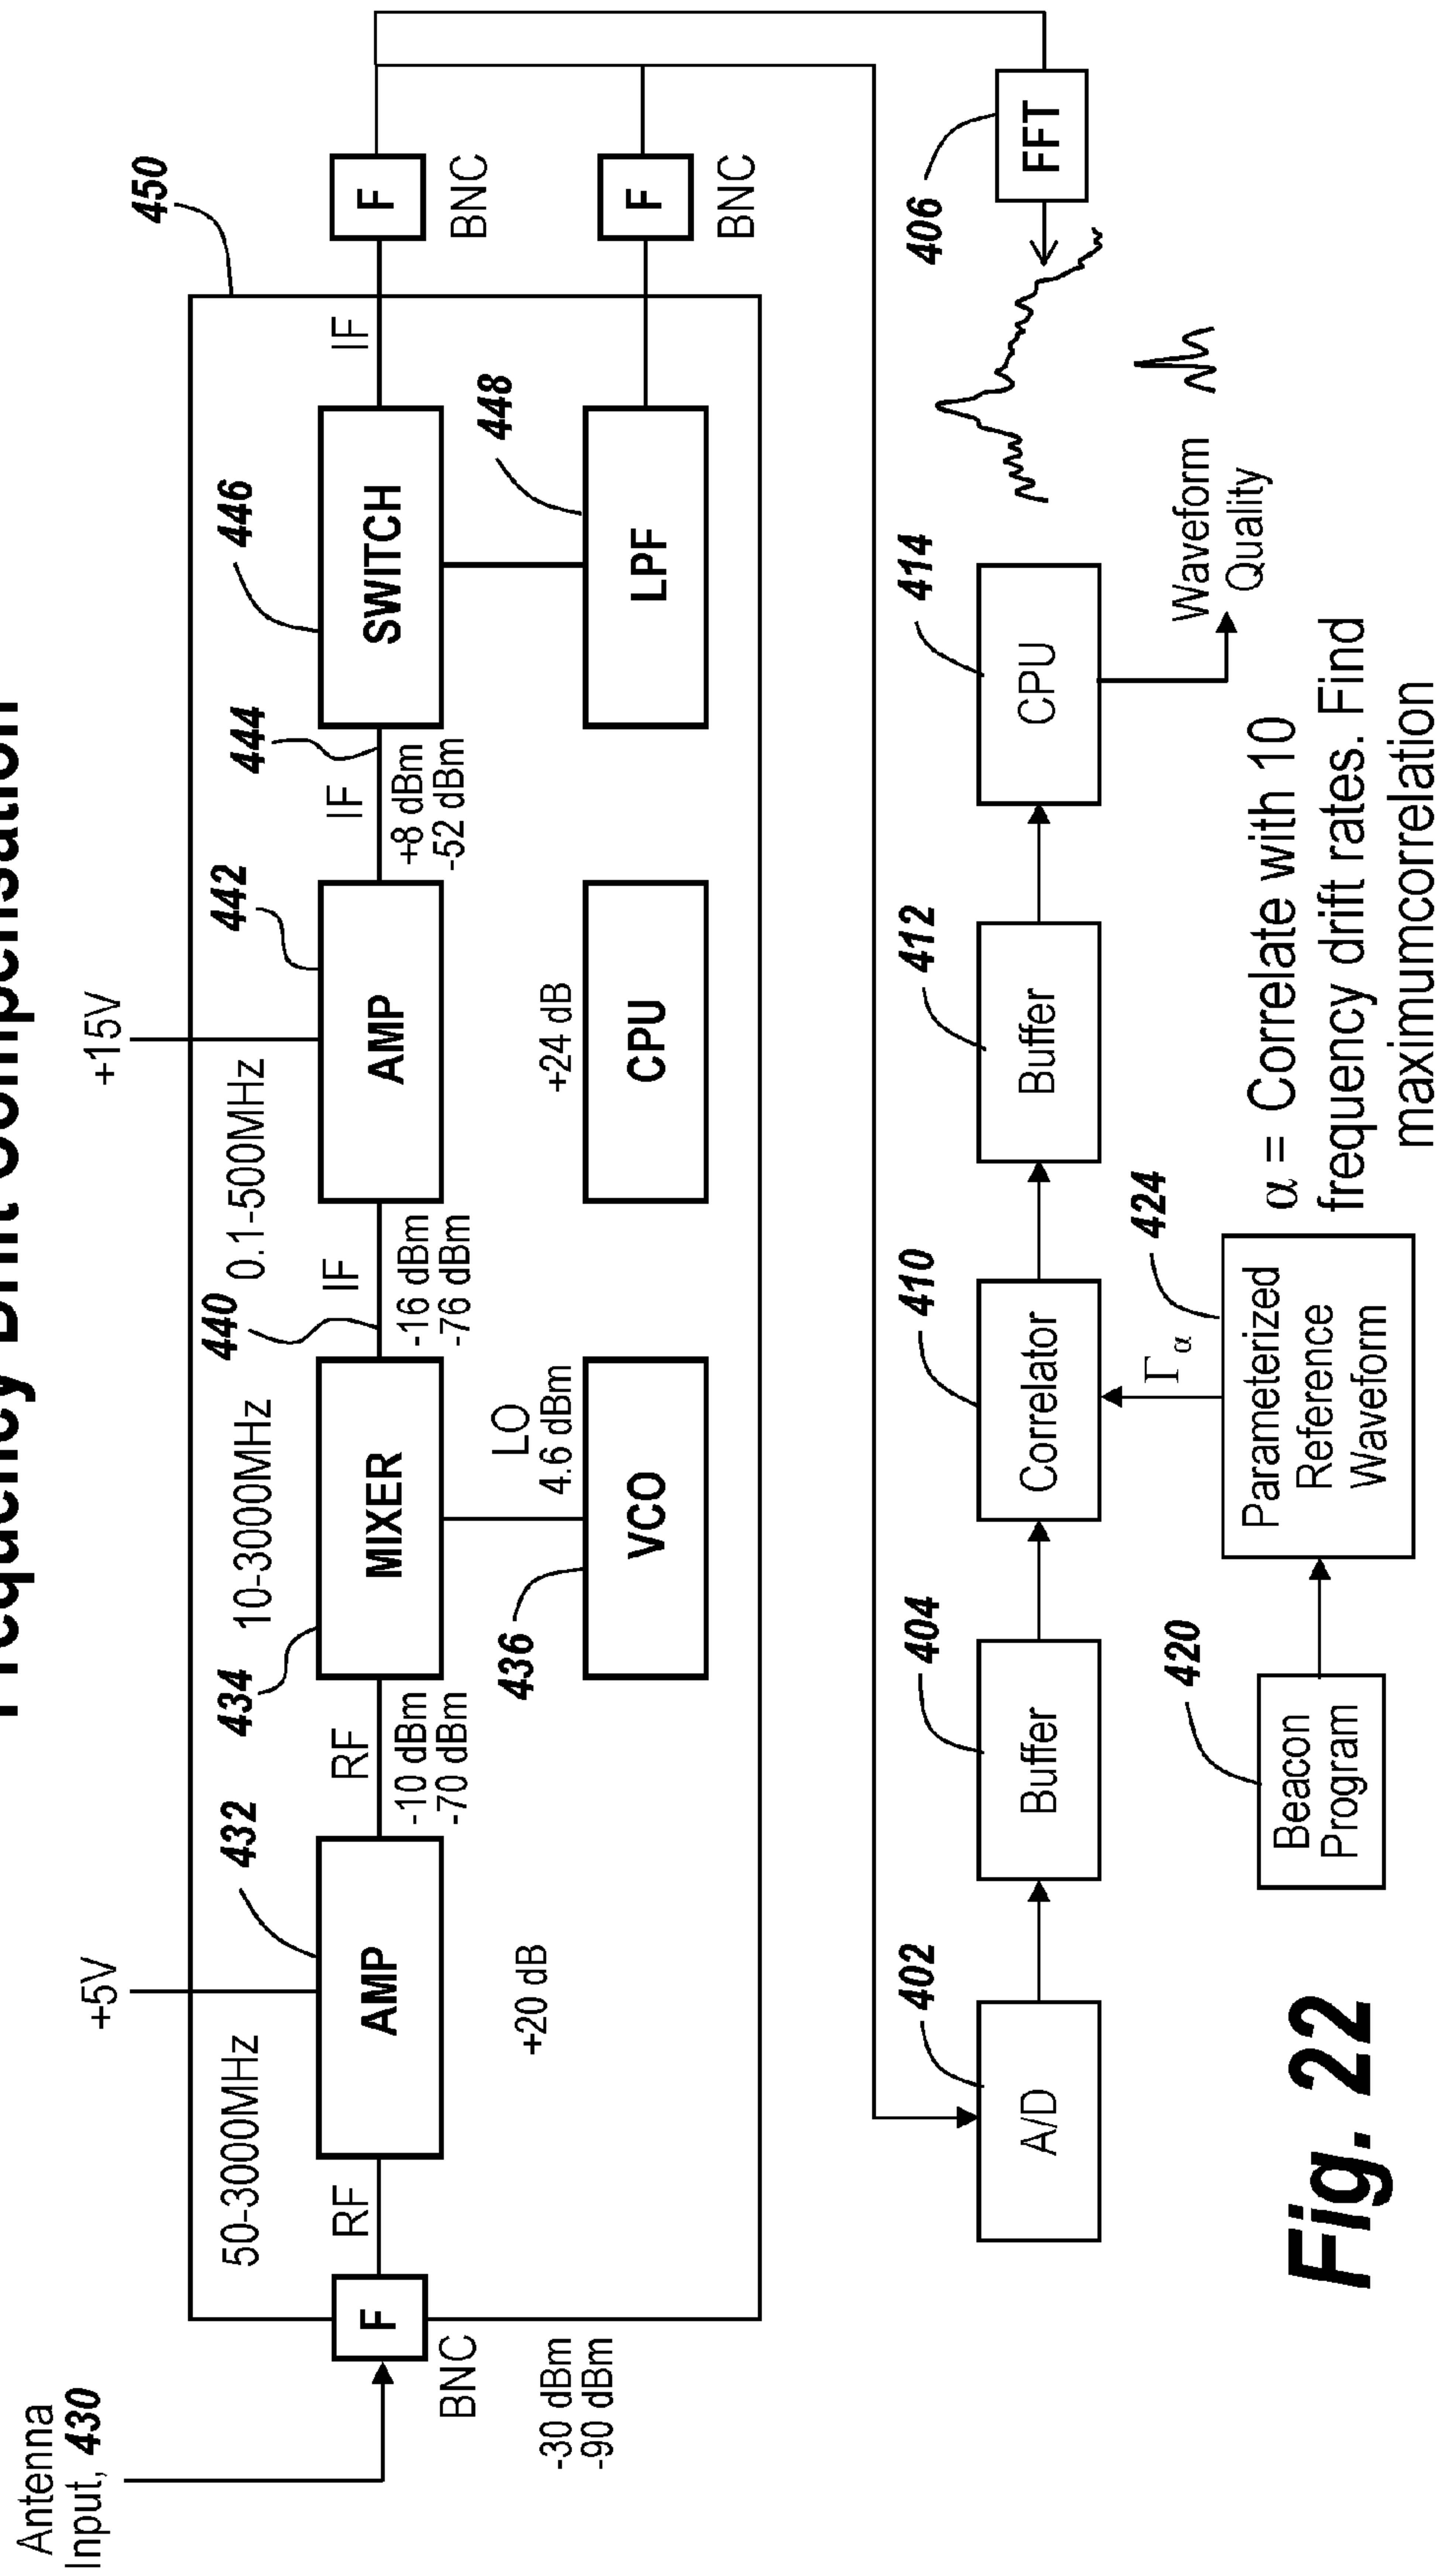 Frequency Drift Compensation
Antenna
Input, 430
F
BNC
-30 dBm
-90 dBm
RF
50-3000MHz
+5V
AMP
432
+20 dB
RF
-10 dBm
-70 dBm
434
10-3000MHz
MIXER
LO
4.6 dBm
VCO
436
440
IF
-16 dBm
-76 dBm
0.1-500MHz
+15V
AMP
442
+24 dB
CPU
444
IF
+8 dBm
-52 dBm
446
SWITCH
448
LPF
IF
450
F
BNC
F
BNC
402
A/D
404
Buffer
410
Correlator
412
Buffer
414
CPU
Waveform
Quality
406
FFT
420
Beacon
Program
424
Parameterized
Reference
Waveform
Γα
α = Correlate with 10
frequency drift rates. Find
maximumcorrelation
Fig. 22